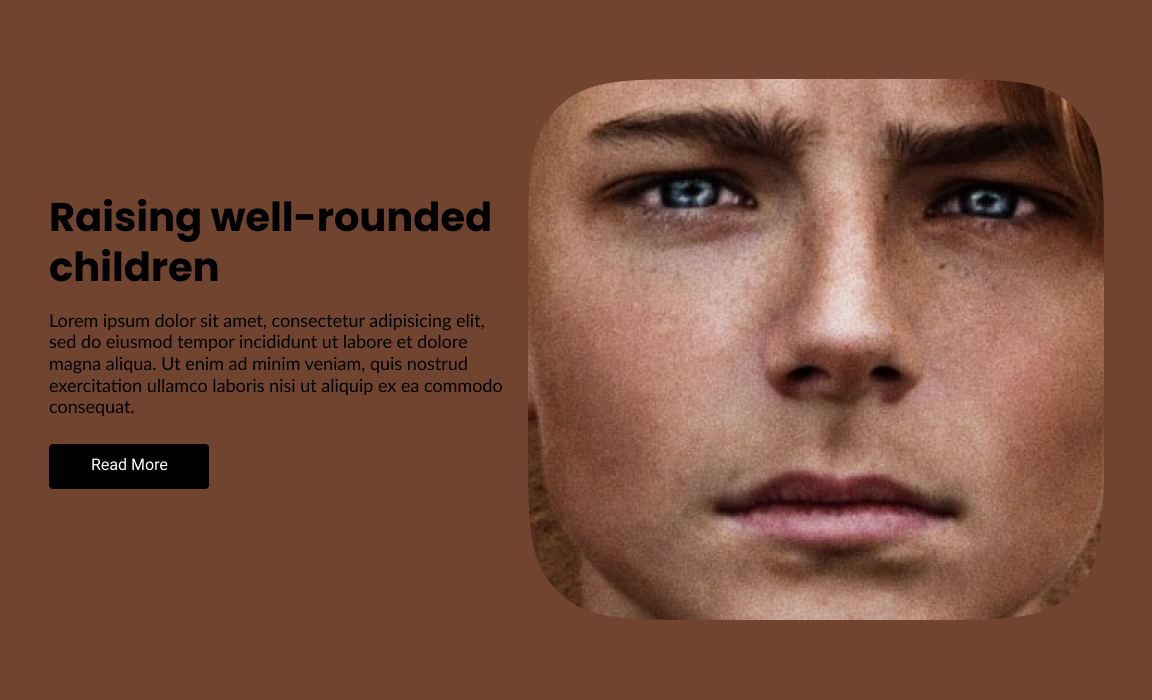 Raising well-rounded
children
Lorem ipsum dolor sit amet, consectetur adipisicing elit,
sed do eiusmod tempor incididunt ut labore et dolore
magna aliqua. Ut enim ad minim veniam, quis nostrud
exercitation ullamco laboris nisi ut aliquip ex ea commodo
consequat.
Read More